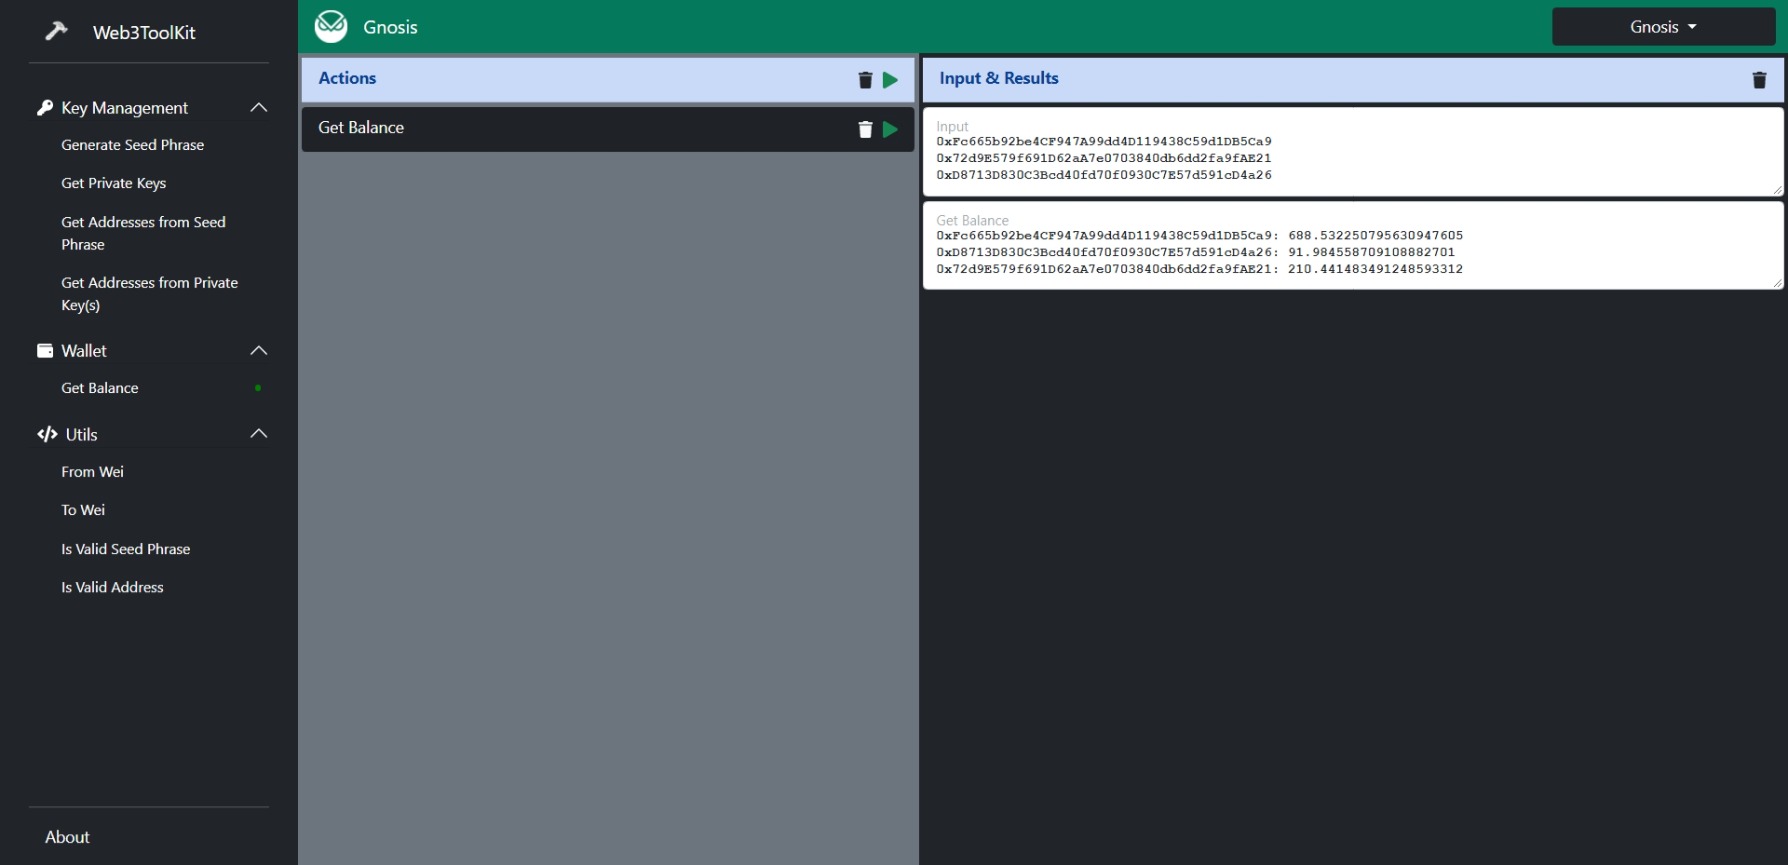 Web3ToolKit
Key Management
Generate Seed Phrase
Get Private Keys
Get Addresses from Seed
Phrase
Get Addresses from Private
Key(s)
Wallet
Get Balance
Utils
From Wei
To Wei
Is Valid Seed Phrase
Is Valid Address
About
Gnosis
Gnosis
Actions
Get Balance
Input & Results
Input
0xFc665b92be4CF947A99dd4D119438C59d1DB5Ca9
0x72d9E579f691D62aA7e0703840db6dd2fa9fAE21
0xD8713D830C3Bcd40fd70f0930C7E57d591cD4a26
Get Balance
0xFc665b92be4CF947A99dd4D119438C59d1DB5Ca9: 688.532250795630947605
0xD8713D830C3Bcd40fd70f0930C7E57d591cD4a26: 91.984558709108882701
0x72d9E579f691D62aA7e0703840db6dd2fa9fAE21: 210.441483491248593312